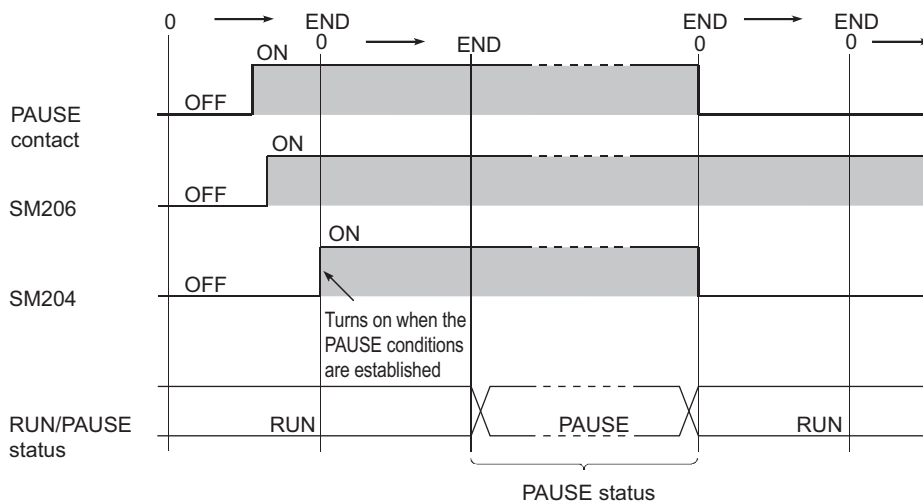 0 END END 0 END
0 0
ON
OFF
PAUSE
contact
ON
OFF
SM206
ON
OFF
SM204
Turns on when the
PAUSE conditions
are established
RUN/PAUSE
status
RUN PAUSE RUN
PAUSE status